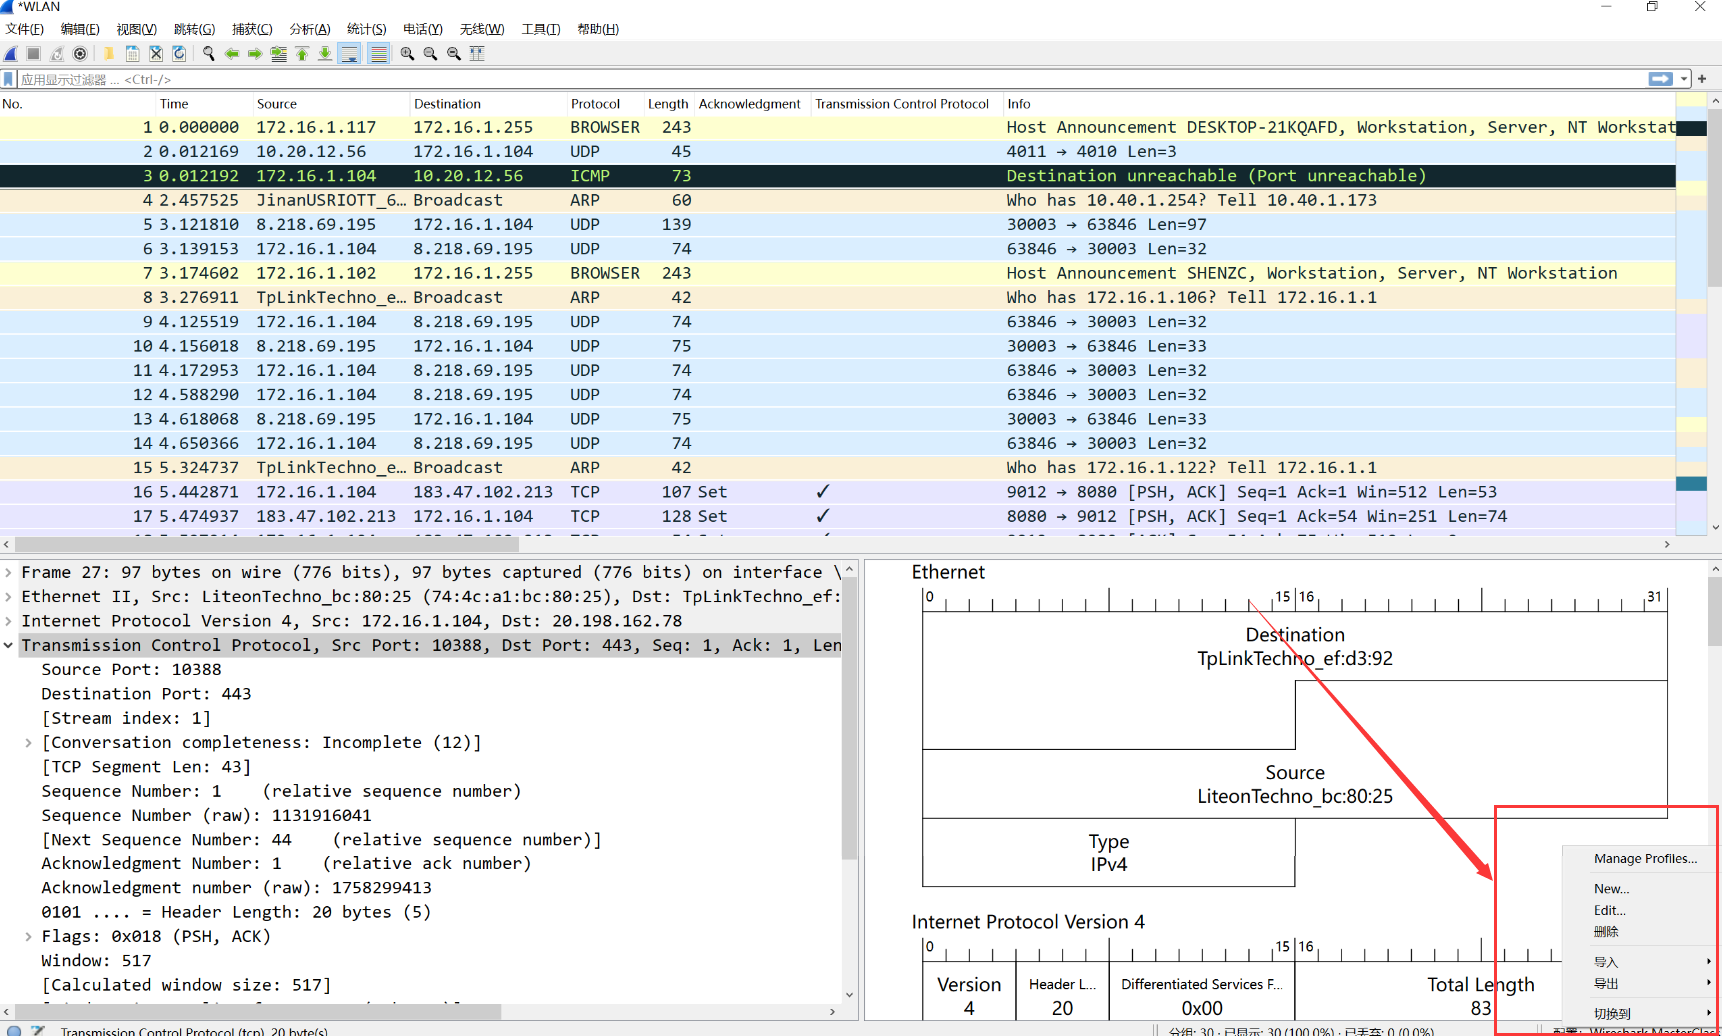 *WLAN
文件(F) 编辑(E) 视图(V) 跳转(G) 捕获(C) 分析(A) 统计(S) 电话(Y) 无线(W) 工具(T) 帮助(H)
应用显示过滤器 … <Ctrl-/>
No. Time Source Destination Protocol Length Acknowledgment Transmission Control Protocol Info
1 0.000000 172.16.1.117 172.16.1.255 BROWSER 243 Host Announcement DESKTOP-21KQAFD, Workstation, Server, NT Workstat
2 0.012169 10.20.12.56 172.16.1.104 UDP 45 4011 → 4010 Len=3
3 0.012192 172.16.1.104 10.20.12.56 ICMP 73 Destination unreachable (Port unreachable)
4 2.457525 JinanUSRIOTT_6… Broadcast ARP 60 Who has 10.40.1.254? Tell 10.40.1.173
5 3.121810 8.218.69.195 172.16.1.104 UDP 139 30003 → 63846 Len=97
6 3.139153 172.16.1.104 8.218.69.195 UDP 74 63846 → 30003 Len=32
7 3.174602 172.16.1.102 172.16.1.255 BROWSER 243 Host Announcement SHENZC, Workstation, Server, NT Workstation
8 3.276911 TpLinkTechno_e… Broadcast ARP 42 Who has 172.16.1.106? Tell 172.16.1.1
9 4.125519 172.16.1.104 8.218.69.195 UDP 74 63846 → 30003 Len=32
10 4.156018 8.218.69.195 172.16.1.104 UDP 75 30003 → 63846 Len=33
11 4.172953 172.16.1.104 8.218.69.195 UDP 74 63846 → 30003 Len=32
12 4.588290 172.16.1.104 8.218.69.195 UDP 74 63846 → 30003 Len=32
13 4.618068 8.218.69.195 172.16.1.104 UDP 75 30003 → 63846 Len=33
14 4.650366 172.16.1.104 8.218.69.195 UDP 74 63846 → 30003 Len=32
15 5.324737 TpLinkTechno_e… Broadcast ARP 42 Who has 172.16.1.122? Tell 172.16.1.1
16 5.442871 172.16.1.104 183.47.102.213 TCP 107 Set ✓ 9012 → 8080 [PSH, ACK] Seq=1 Ack=1 Win=512 Len=53
17 5.474937 183.47.102.213 172.16.1.104 TCP 128 Set ✓ 8080 → 9012 [PSH, ACK] Seq=1 Ack=54 Win=251 Len=74
Frame 27: 97 bytes on wire (776 bits), 97 bytes captured (776 bits) on interface \
Ethernet II, Src: LiteonTechno_bc:80:25 (74:4c:a1:bc:80:25), Dst: TpLinkTechno_ef:
Internet Protocol Version 4, Src: 172.16.1.104, Dst: 20.198.162.78
Transmission Control Protocol, Src Port: 10388, Dst Port: 443, Seq: 1, Ack: 1, Len
Source Port: 10388
Destination Port: 443
[Stream index: 1]
[Conversation completeness: Incomplete (12)]
[TCP Segment Len: 43]
Sequence Number: 1 (relative sequence number)
Sequence Number (raw): 1131916041
[Next Sequence Number: 44 (relative sequence number)]
Acknowledgment Number: 1 (relative ack number)
Acknowledgment number (raw): 1758299413
0101 .... = Header Length: 20 bytes (5)
Flags: 0x018 (PSH, ACK)
Window: 517
[Calculated window size: 517]
Ethernet
0 15 16 31
Destination
TpLinkTechno_ef:d3:92
Source
LiteonTechno_bc:80:25
Type
IPv4
Internet Protocol Version 4
0 15 16
Version Header L... Differentiated Services F... Total Length
4 20 0x00 83
Manage Profiles...
New...
Edit...
删除
导入
导出
切换到
Transmission Control Protocol (tcp), 20 byte(s)
分组: 30 · 已显示: 30 (100.0%) · 已丢弃: 0 (0.0%)